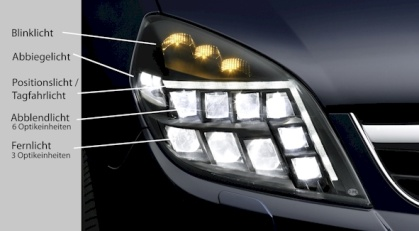 Blinklicht
Abbiegelicht
Positionslicht /
Tagfahrlicht
Abblendlicht
6 Optikeinheiten
Fernlicht
3 Optikeinheiten